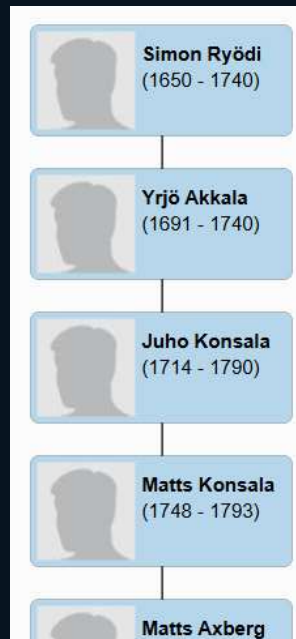 Simon Ryödi
(1650 - 1740)
Yrjö Akkala
(1691 - 1740)
Juho Konsala
(1714 - 1790)
Matts Konsala
(1748 - 1793)
Matts Axberg